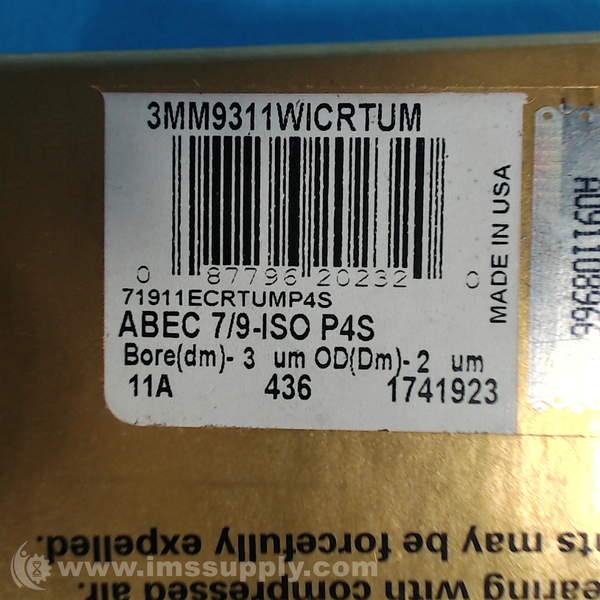 3MM9311WICRTUM
0 87796 20232 0
71911ECRTUMP4S
ABEC 7/9-ISO P4S
Bore(dm)- 3 um OD(Dm)- 2 um
11A 436 1741923
MADE IN USA
AU91108966
nts may be forcefully expelled.
earing with compressed air.
www.imssupply.com